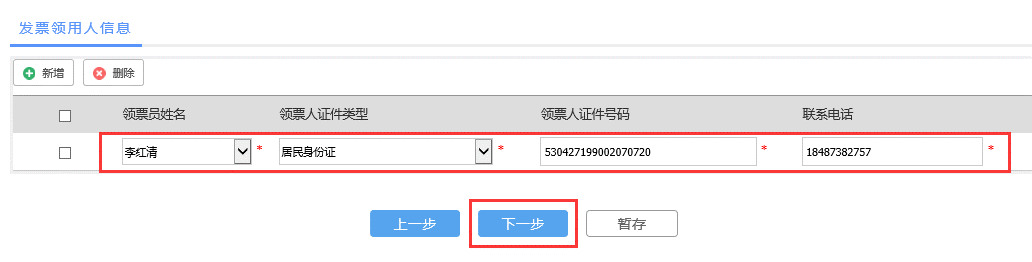 发票领用人信息
新增 删除
领票员姓名 领票人证件类型 领票人证件号码 联系电话
李红清 * 居民身份证 * 530427199002070720 * 18487382757 *
上一步 下一步 暂存